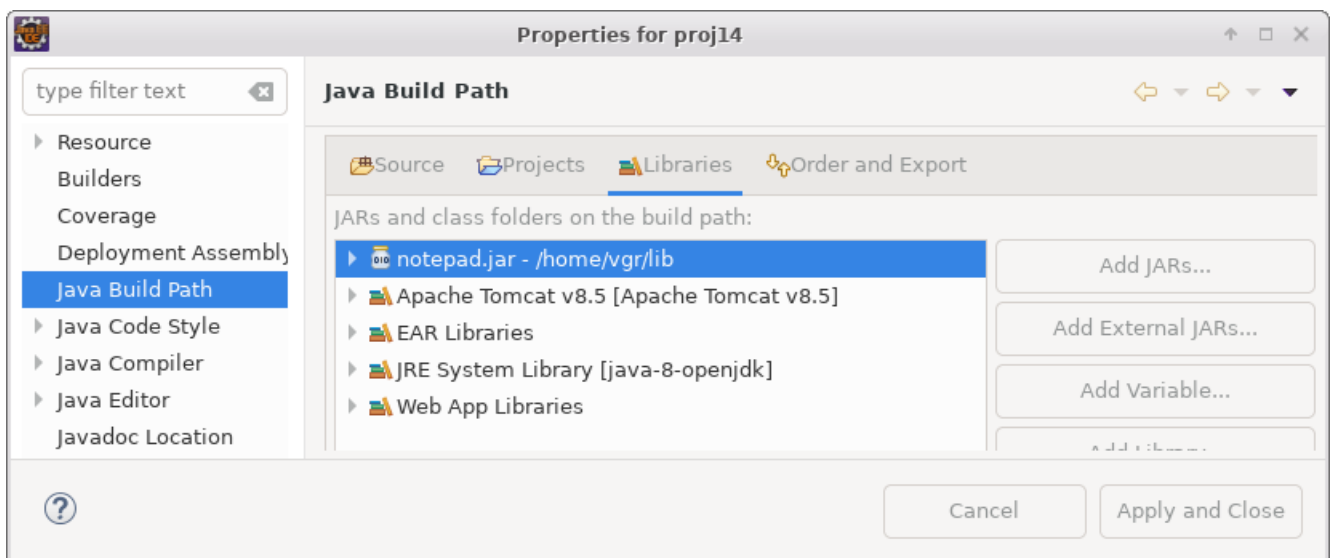 Properties for proj14
type filter text
Resource
Builders
Coverage
Deployment Assembly
Java Build Path
Java Code Style
Java Compiler
Java Editor
Javadoc Location
Java Build Path
Source Projects Libraries Order and Export
JARs and class folders on the build path:
notepad.jar - /home/vgr/lib
Apache Tomcat v8.5 [Apache Tomcat v8.5]
EAR Libraries
JRE System Library [java-8-openjdk]
Web App Libraries
Add JARs...
Add External JARs...
Add Variable...
Cancel
Apply and Close